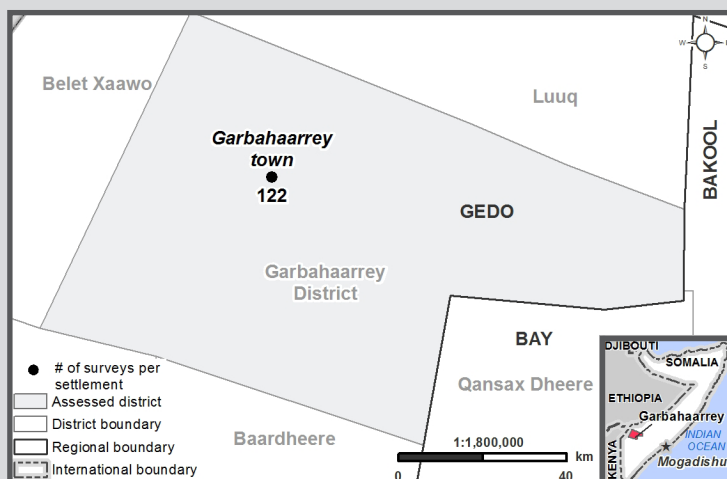 N
W
S
Belet Xaawo
Luuq
BAKOOL
Garbahaarrey
town
122
GEDO
Garbahaarrey
District
BAY
Qansax Dheere
Baardheere
# of surveys per
settlement
Assessed district
District boundary
Regional boundary
International boundary
1:1,800,000
km
0
40
DJIBOUTI
SOMALIA
ETHIOPIA
Garbahaarrey
INDIAN
OCEAN
KENYA
Mogadishu